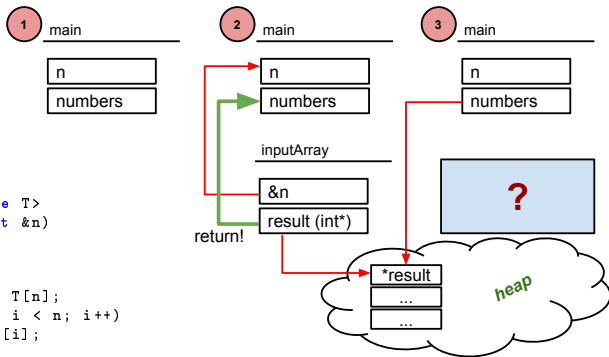 1 main
n
numbers
2 main
n
numbers
inputArray
&n
result (int*)
return!
3 main
n
numbers
?
*result
...
...
heap
e T>
t &n)
T[n];
i < n; i++)
[i];